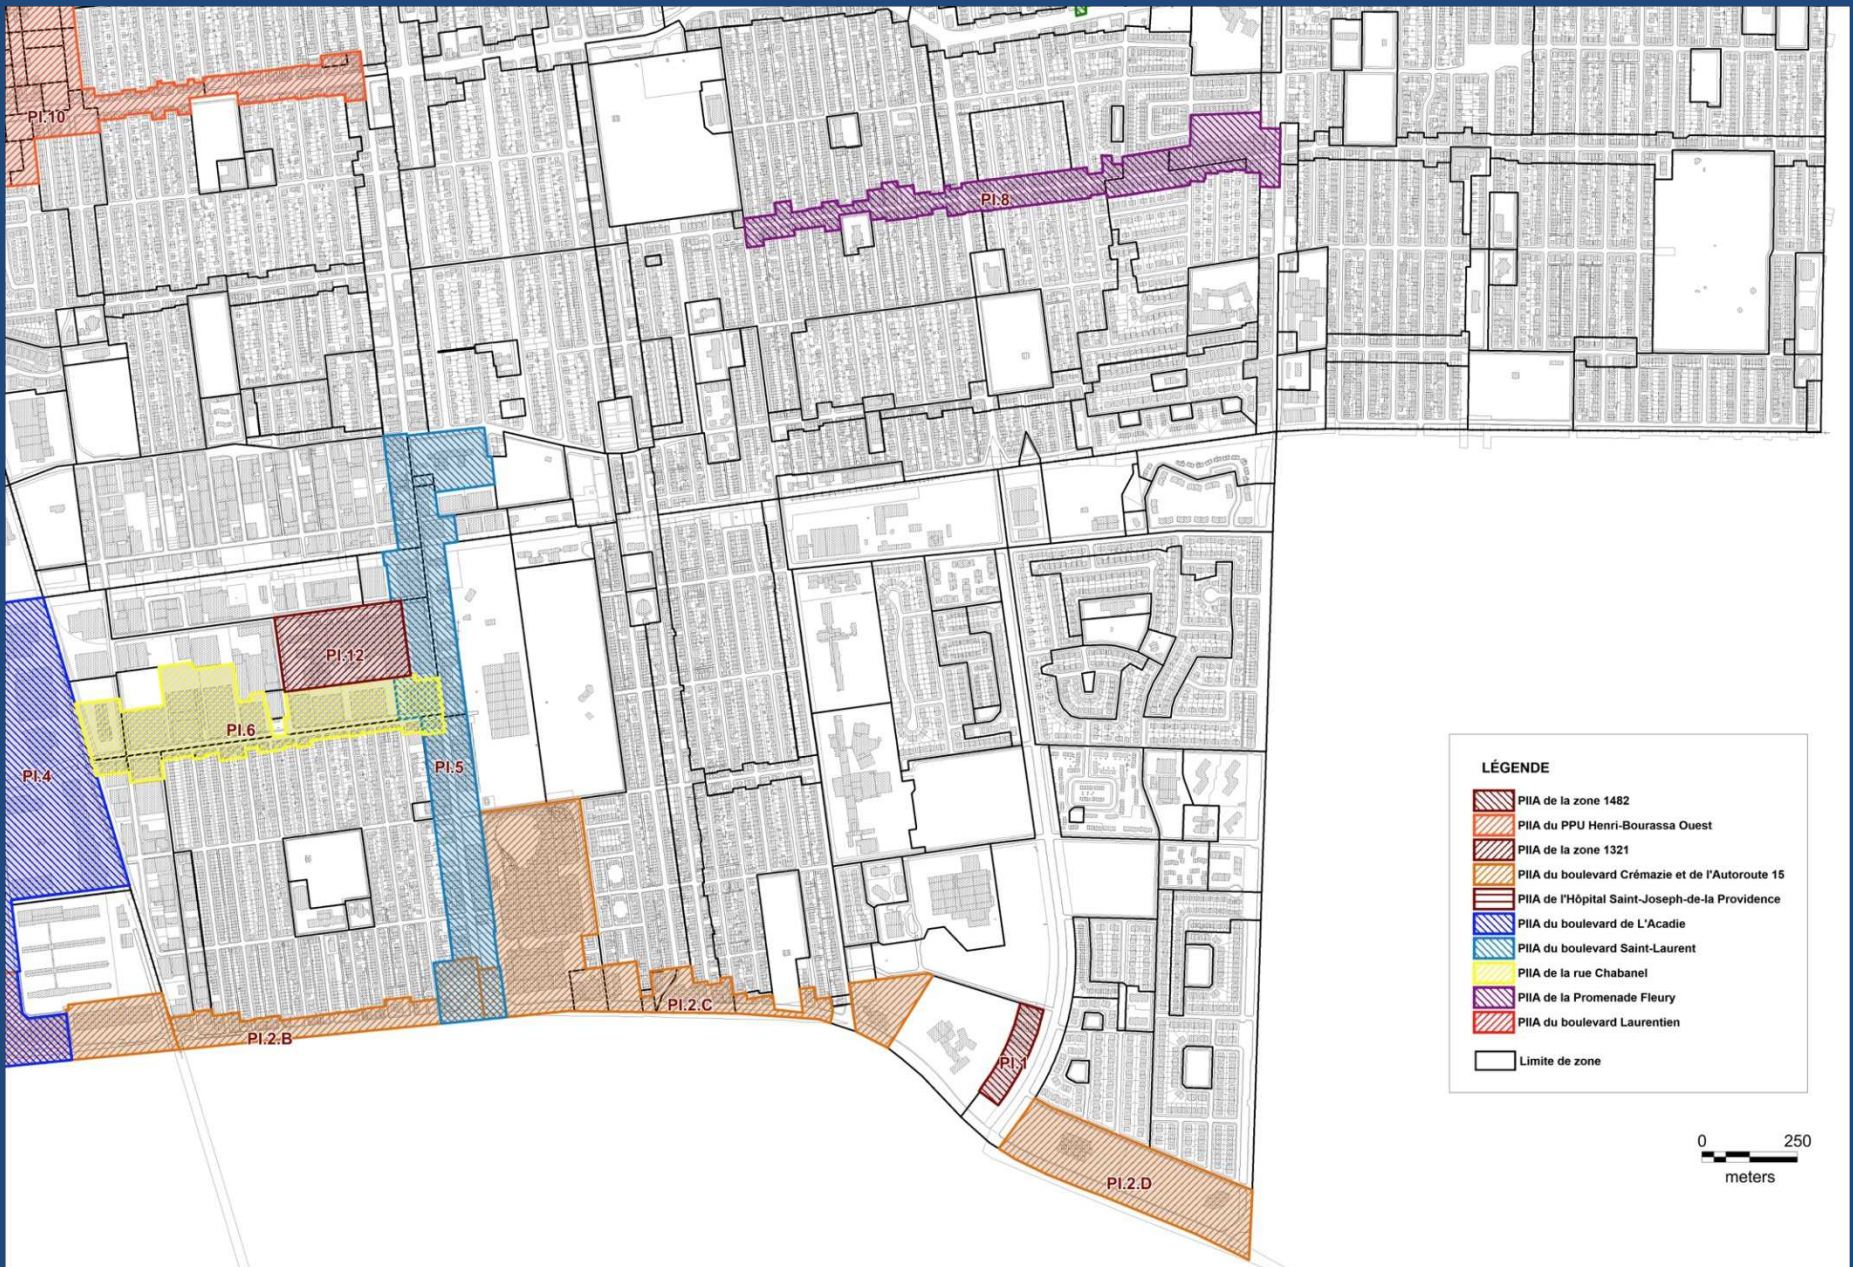 PI.10
PI.8
PI.12
PI.6
PI.4
PI.5
PI.2.C
PI.2.B
PI.1
PI.2.D
LÉGENDE
PIIA de la zone 1482
PIIA du PPU Henri-Bourassa Ouest
PIIA de la zone 1321
PIIA du boulevard Crémazie et de l'Autoroute 15
PIIA de l'Hôpital Saint-Joseph-de-la Providence
PIIA du boulevard de L'Acadie
PIIA du boulevard Saint-Laurent
PIIA de la rue Chabanel
PIIA de la Promenade Fleury
PIIA du boulevard Laurentien
Limite de zone
0 250
meters